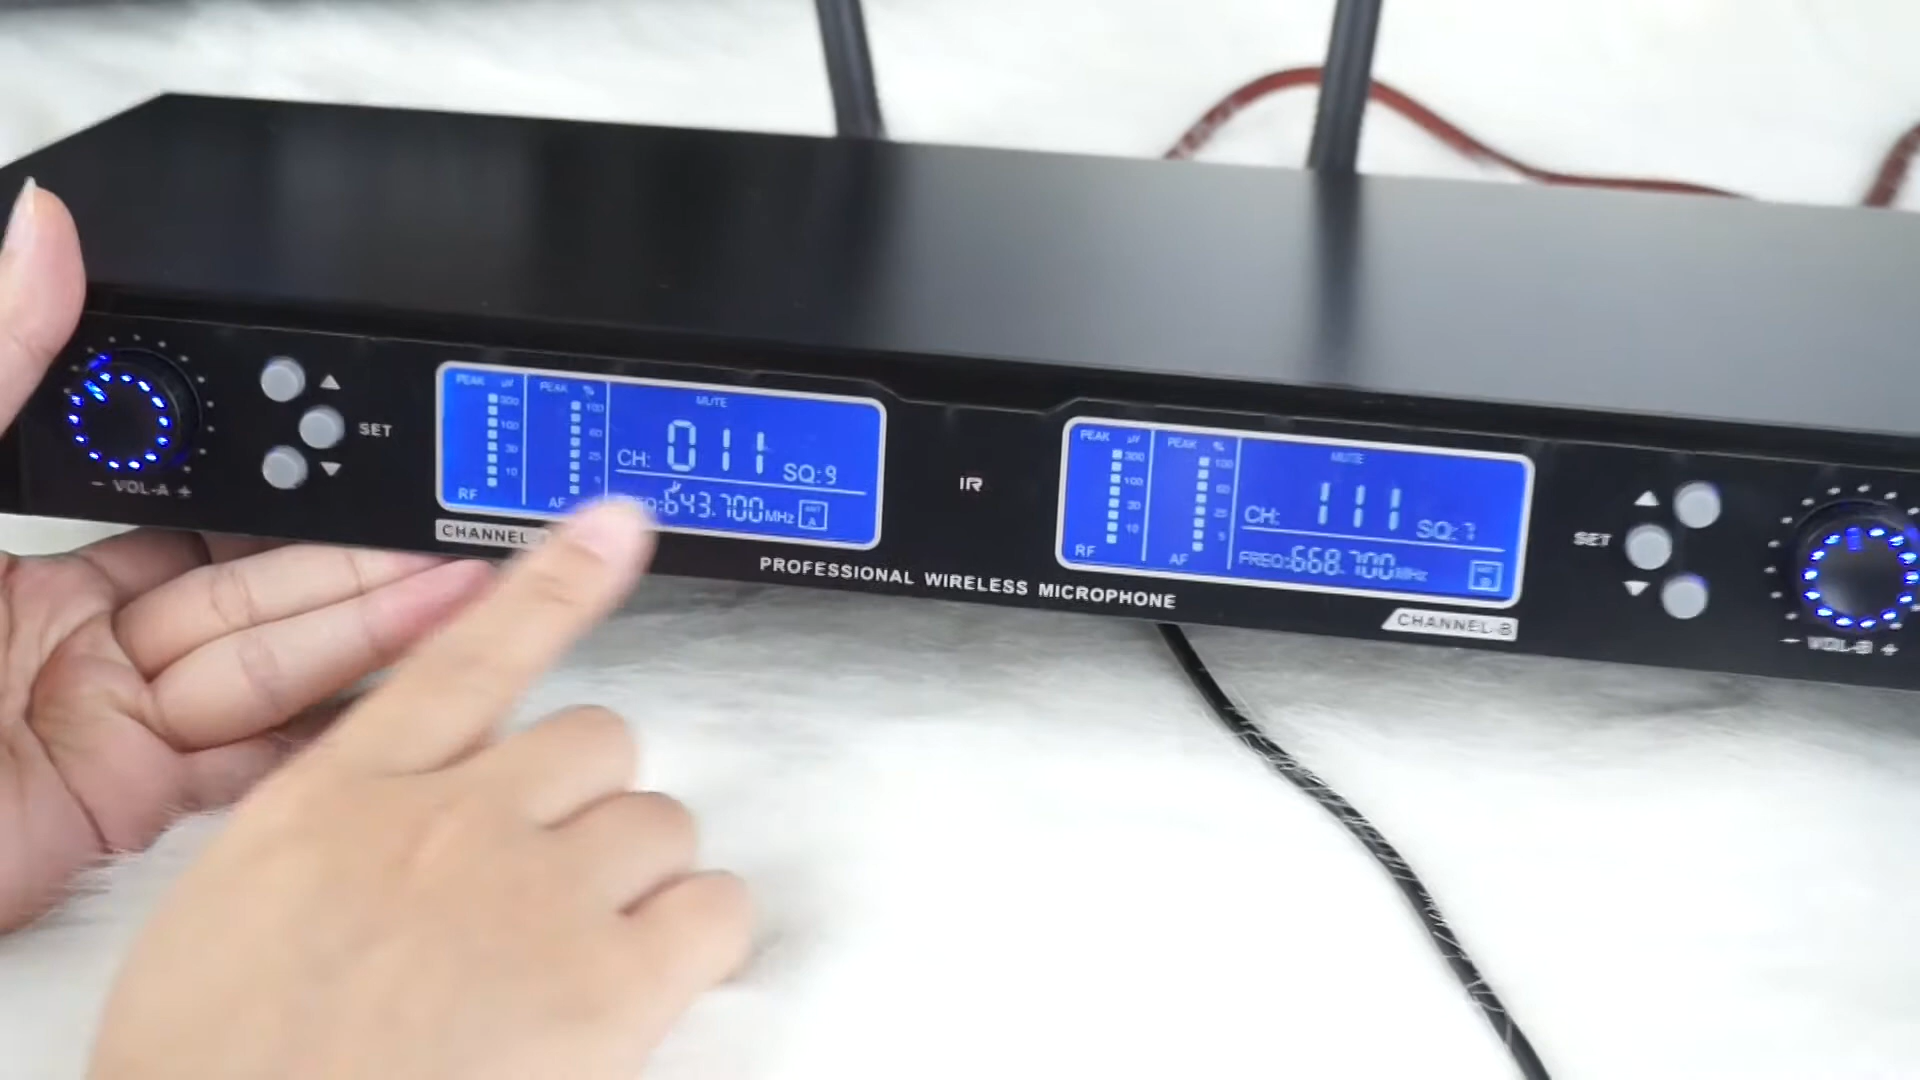 − VOL-A +
SET
PEAK µV
300
100
30
10
RF
PEAK %
100
60
25
5
AF
MUTE
CH: 011 SQ:9
643.700MHz
ANT A
CHANNEL-
IR
PROFESSIONAL WIRELESS MICROPHONE
PEAK µV
300
100
30
10
RF
PEAK %
100
60
25
5
AF
MUTE
CH: 111 SQ:7
FREQ:668.700MHz
CHANNEL-B
SET
− VOL-B +